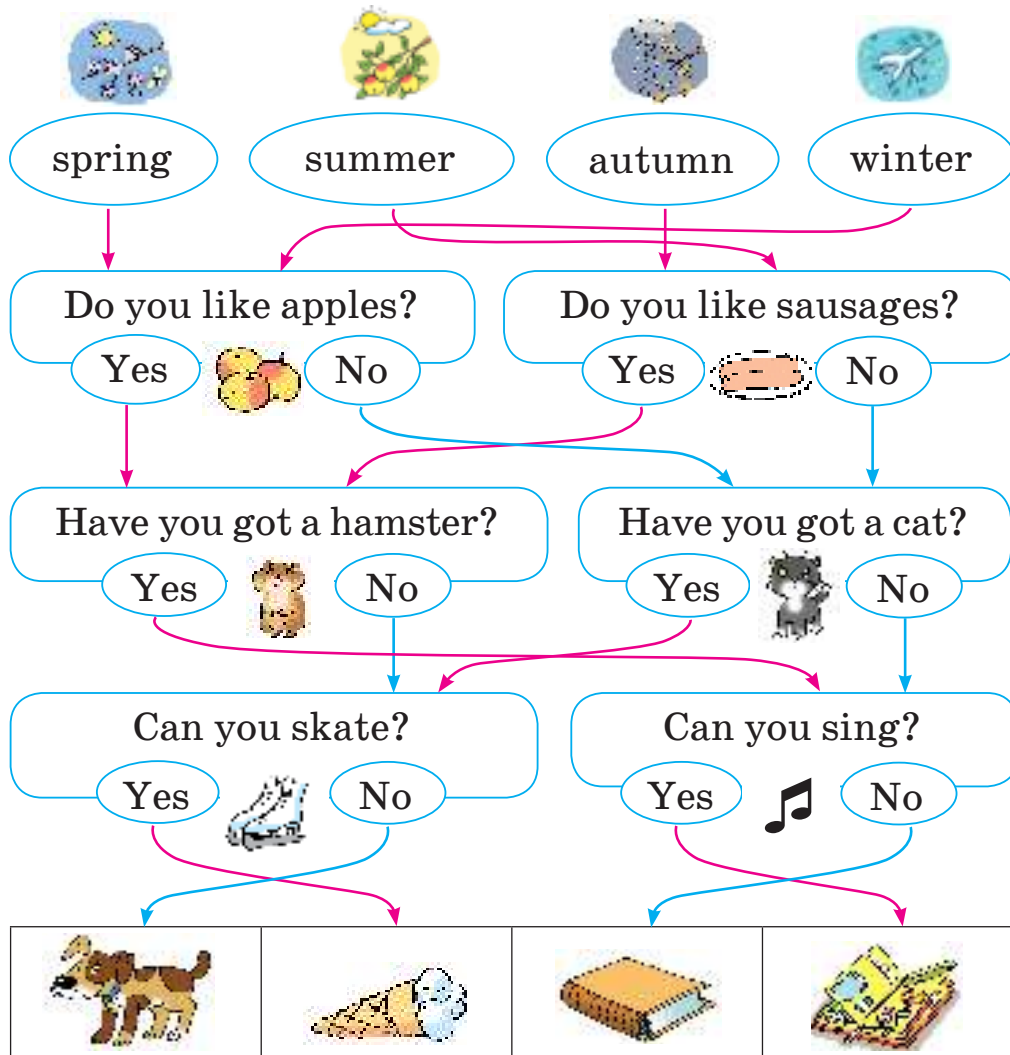 spring summer autumn winter
Do you like apples? Do you like sausages?
Yes No Yes No
Have you got a hamster? Have you got a cat?
Yes No Yes No
Can you skate? Can you sing?
Yes No Yes No